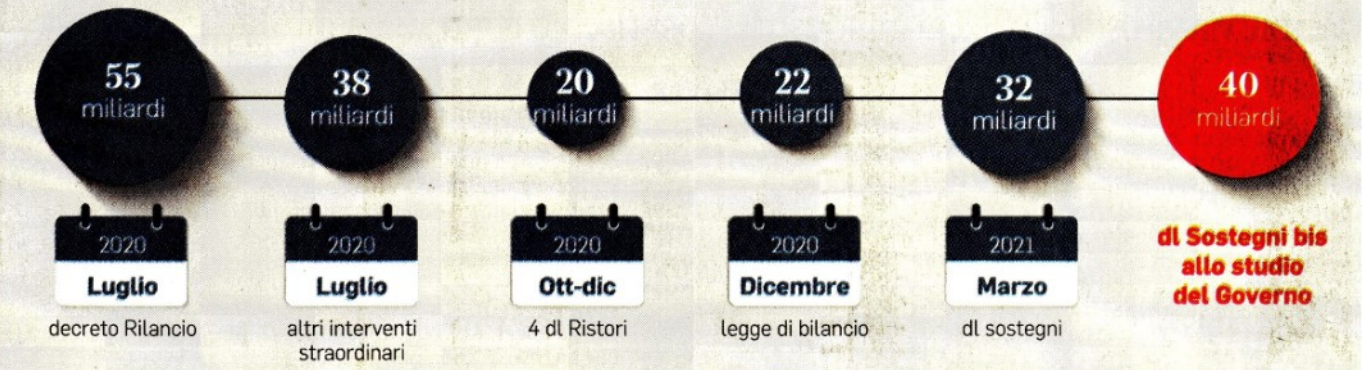 55
miliardi
2020
Luglio
decreto Rilancio
38
miliardi
2020
Luglio
altri interventi
straordinari
20
miliardi
2020
Ott-dic
4 dl Ristori
22
miliardi
2020
Dicembre
legge di bilancio
32
miliardi
2021
Marzo
dl sostegni
40
miliardi
dl Sostegni bis
allo studio
del Governo